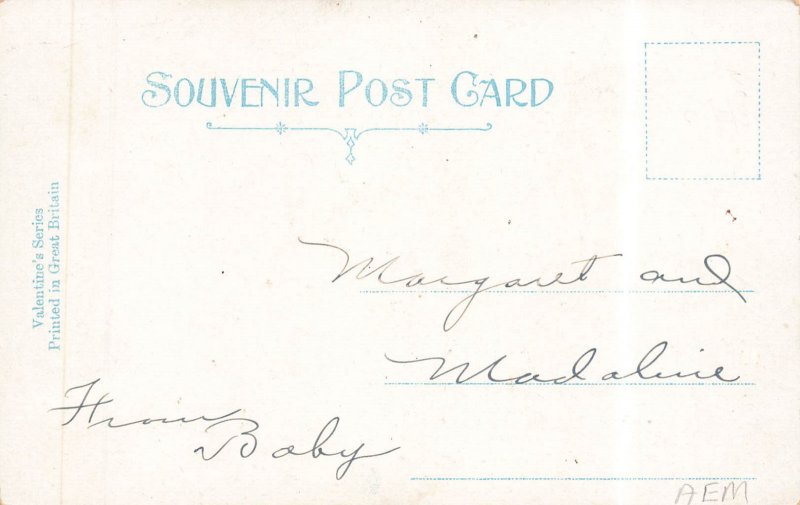 SOUVENIR POST CARD
Valentine's Series
Printed in Great Britain
Margaret and
Madaline
From
Baby
AEM